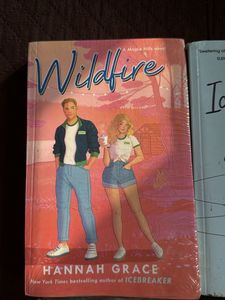 A Maple Hills novel
Wildfire
HANNAH GRACE
New York Times bestselling author of ICEBREAKER